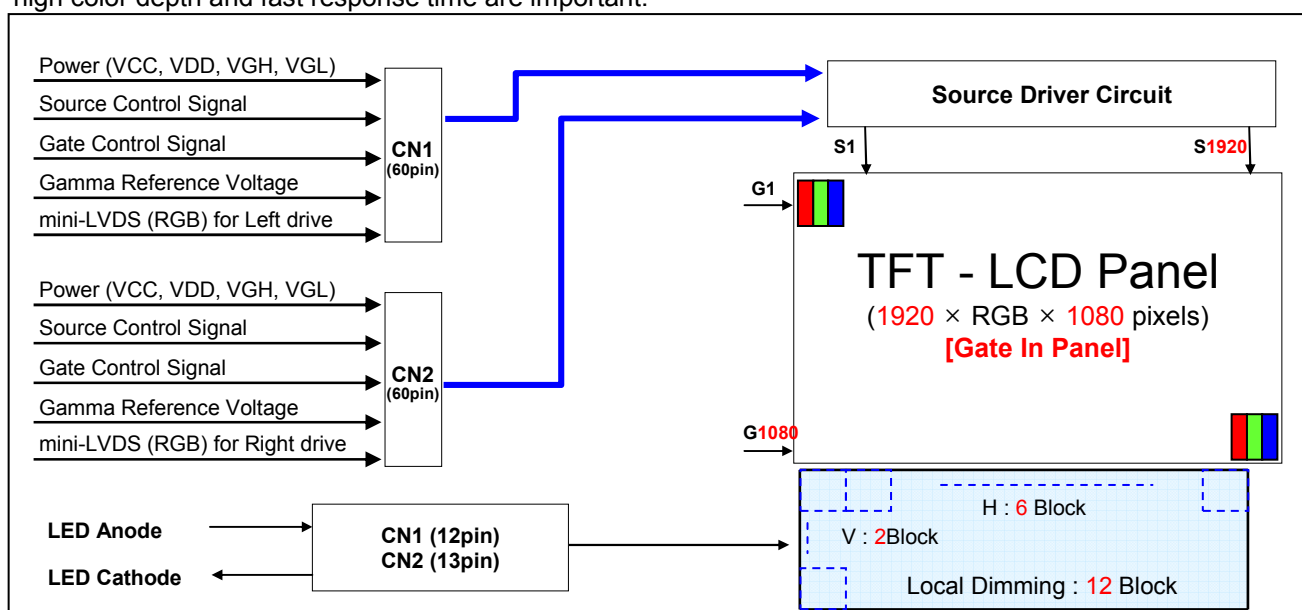 high color depth and fast response time are important.
Power (VCC, VDD, VGH, VGL)
Source Control Signal
Gate Control Signal
Gamma Reference Voltage
mini-LVDS (RGB) for Left drive
CN1
(60pin)
Power (VCC, VDD, VGH, VGL)
Source Control Signal
Gate Control Signal
Gamma Reference Voltage
mini-LVDS (RGB) for Right drive
CN2
(60pin)
Source Driver Circuit
S1
S1920
G1
TFT - LCD Panel
(1920 × RGB × 1080 pixels)
[Gate In Panel]
G1080
LED Anode
LED Cathode
CN1 (12pin)
CN2 (13pin)
H : 6 Block
V : 2Block
Local Dimming : 12 Block